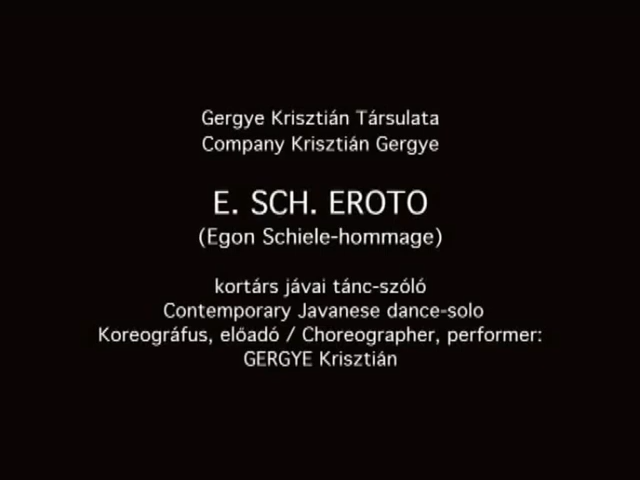 Gergye Krisztián Társulata
Company Krisztián Gergye
E. SCH. EROTO
(Egon Schiele-hommage)
kortárs jávai tánc-szóló
Contemporary Javanese dance-solo
Koreográfus, előadó / Choreographer, performer:
GERGYE Krisztián